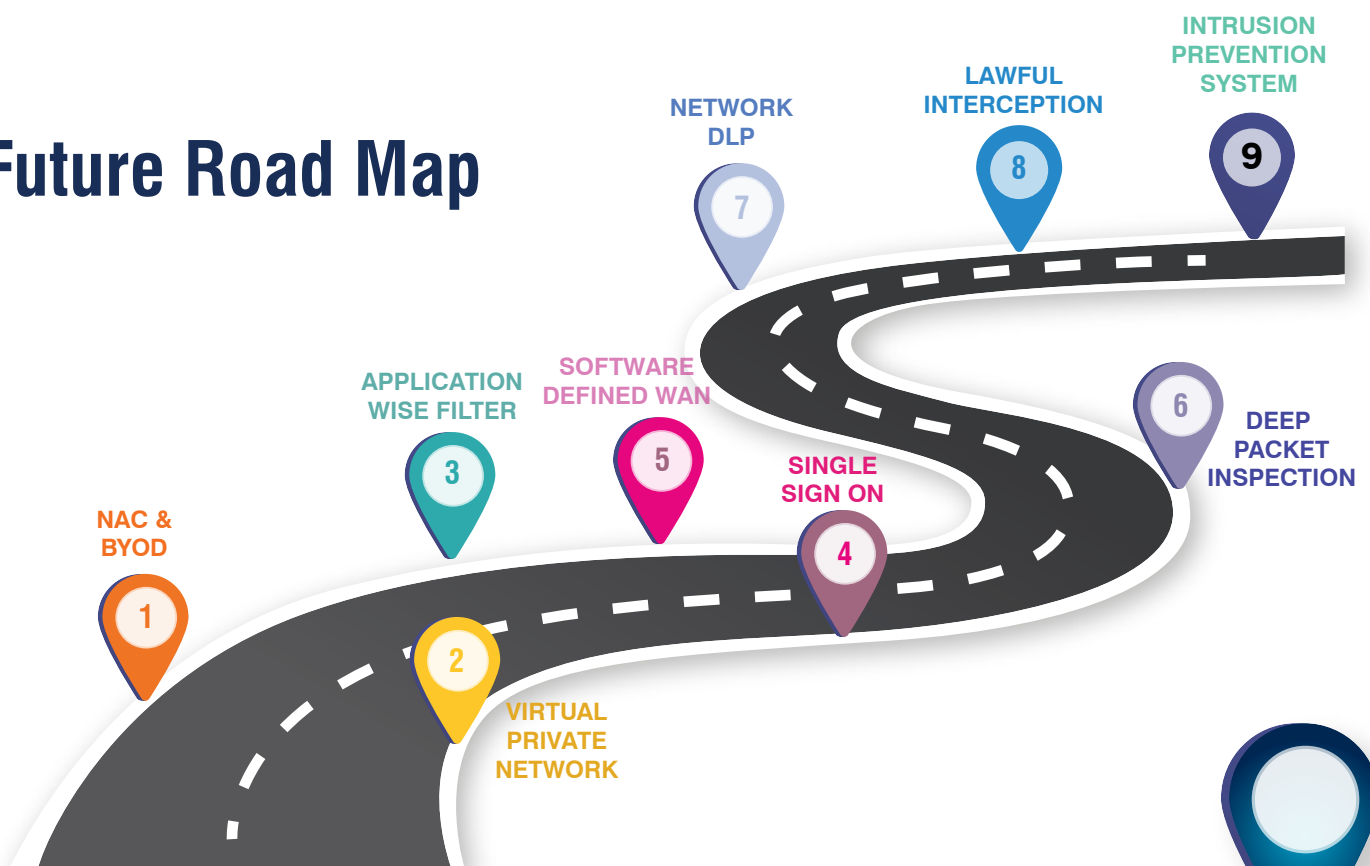 Future Road Map
NAC &
BYOD
1
2
VIRTUAL
PRIVATE
NETWORK
APPLICATION
WISE FILTER
3
SINGLE
SIGN ON
4
SOFTWARE
DEFINED WAN
5
6
DEEP
PACKET
INSPECTION
NETWORK
DLP
7
LAWFUL
INTERCEPTION
8
INTRUSION
PREVENTION
SYSTEM
9